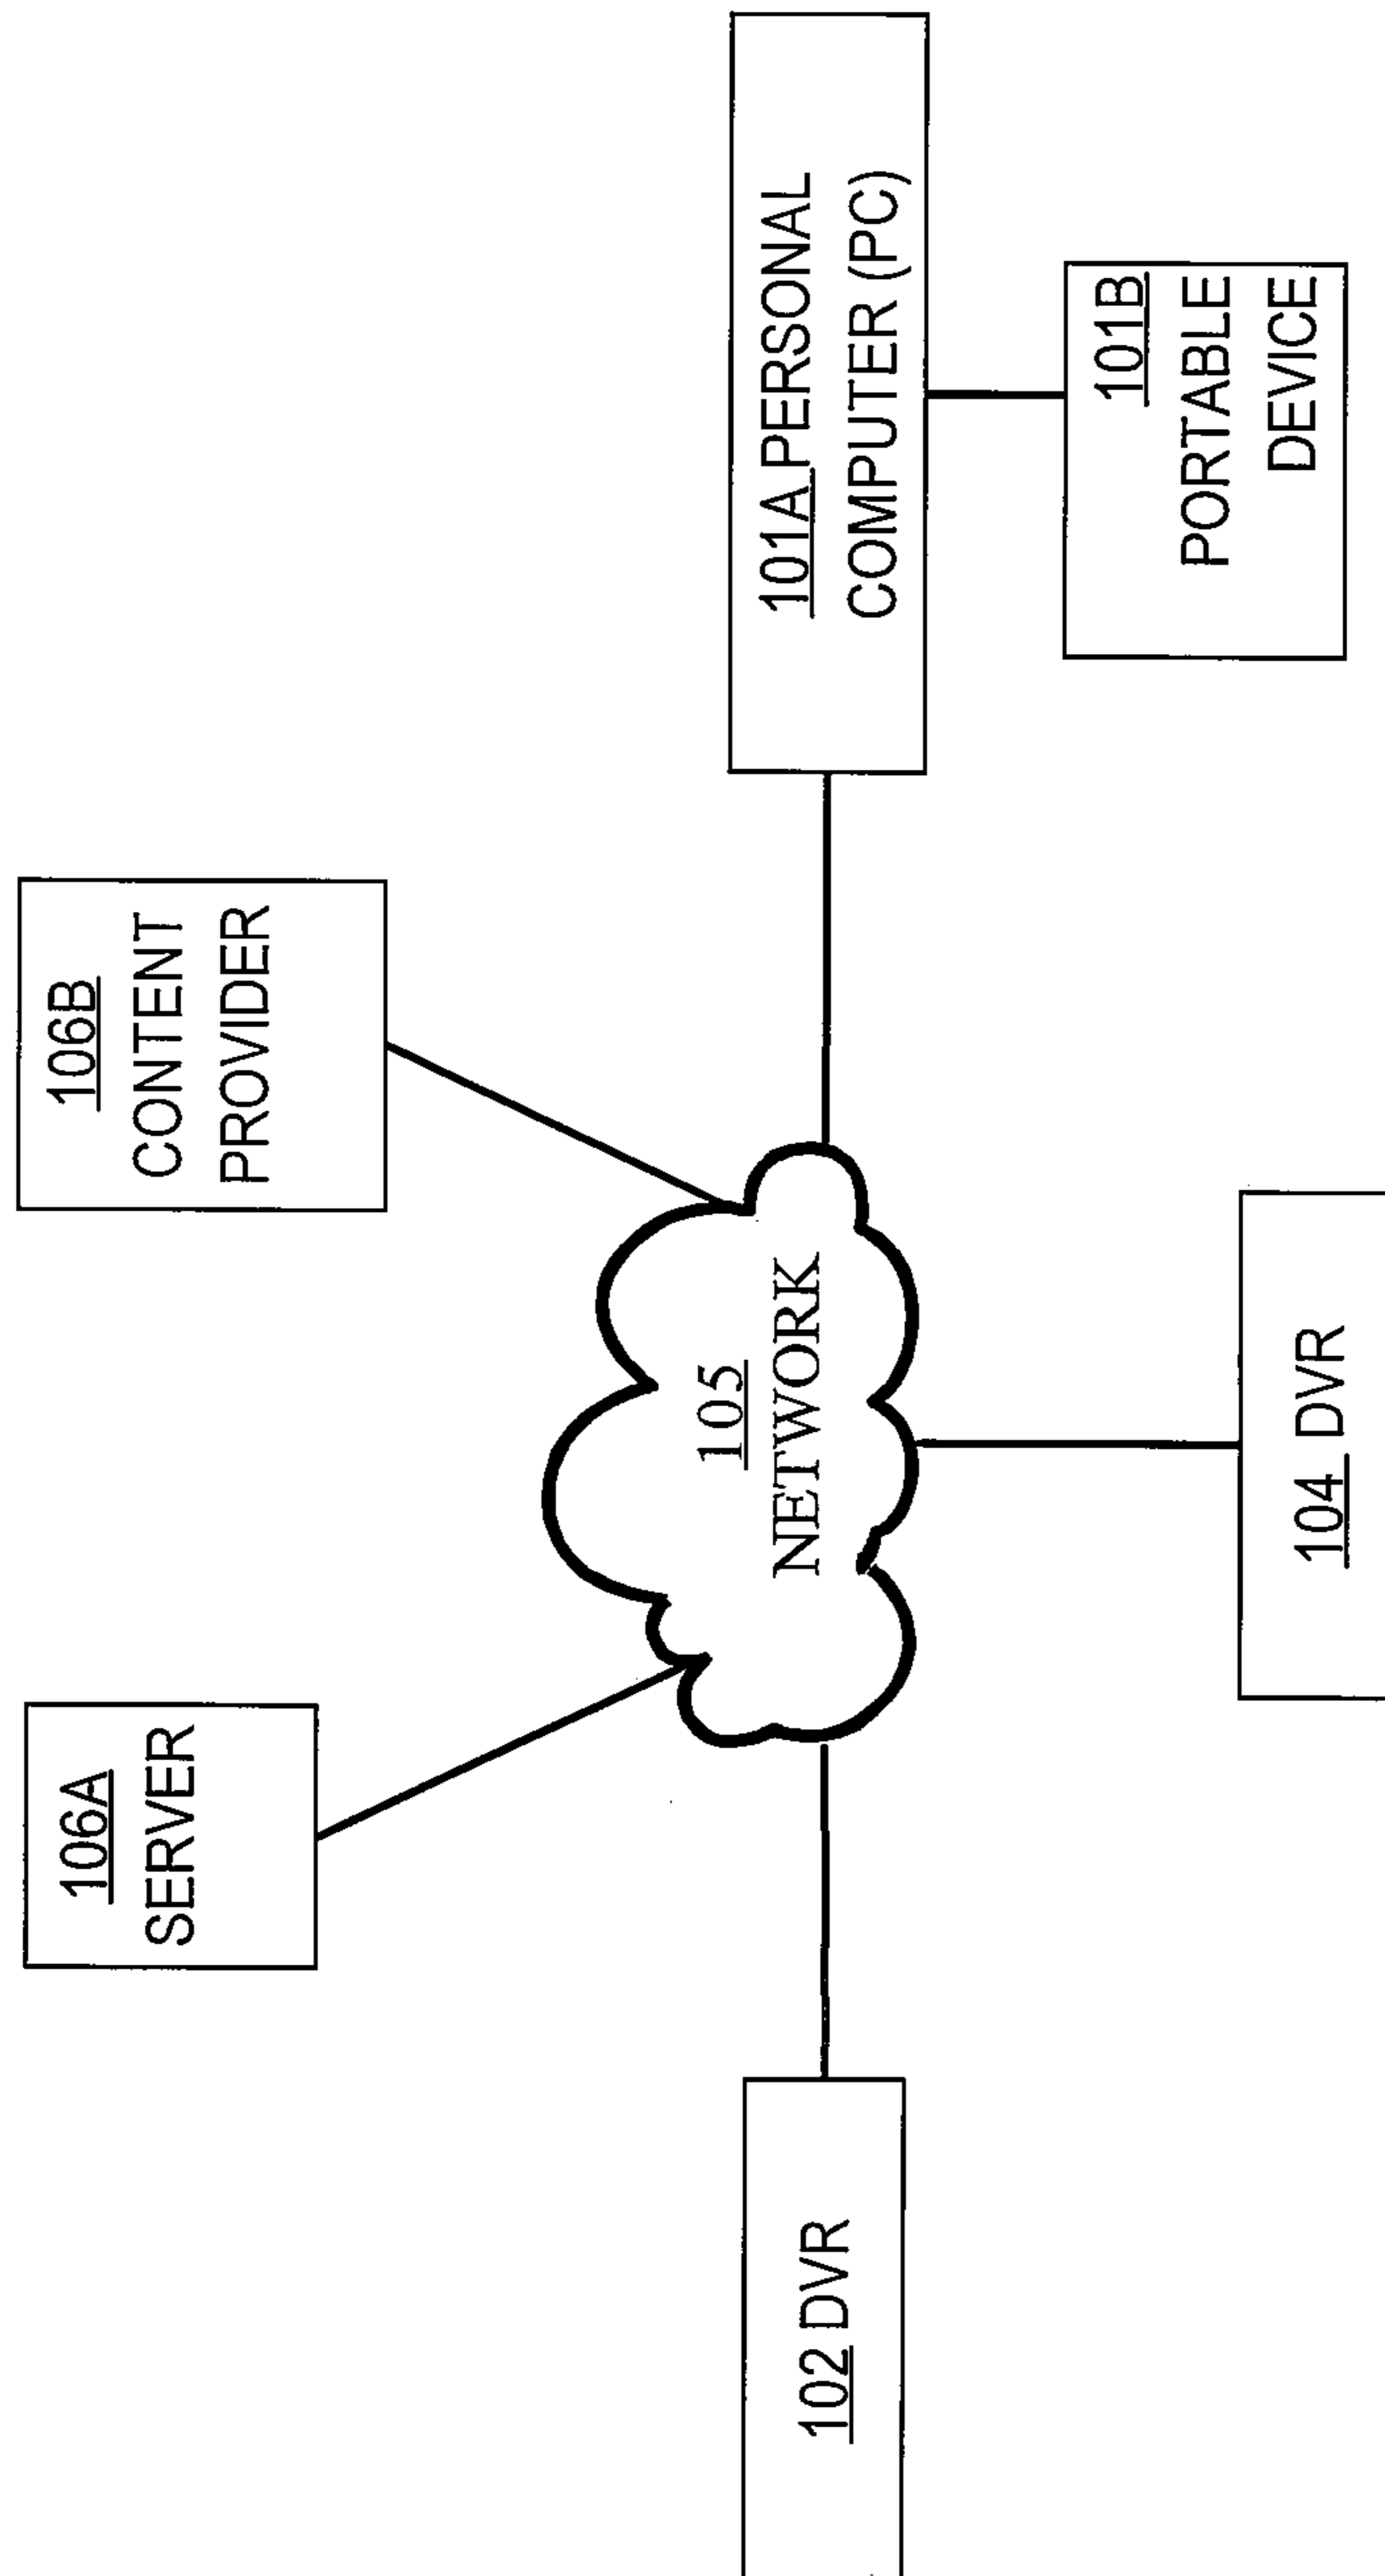 106A
SERVER
106B
CONTENT
PROVIDER
105
NETWORK
102 DVR
101A PERSONAL
COMPUTER (PC)
104 DVR
101B
PORTABLE
DEVICE